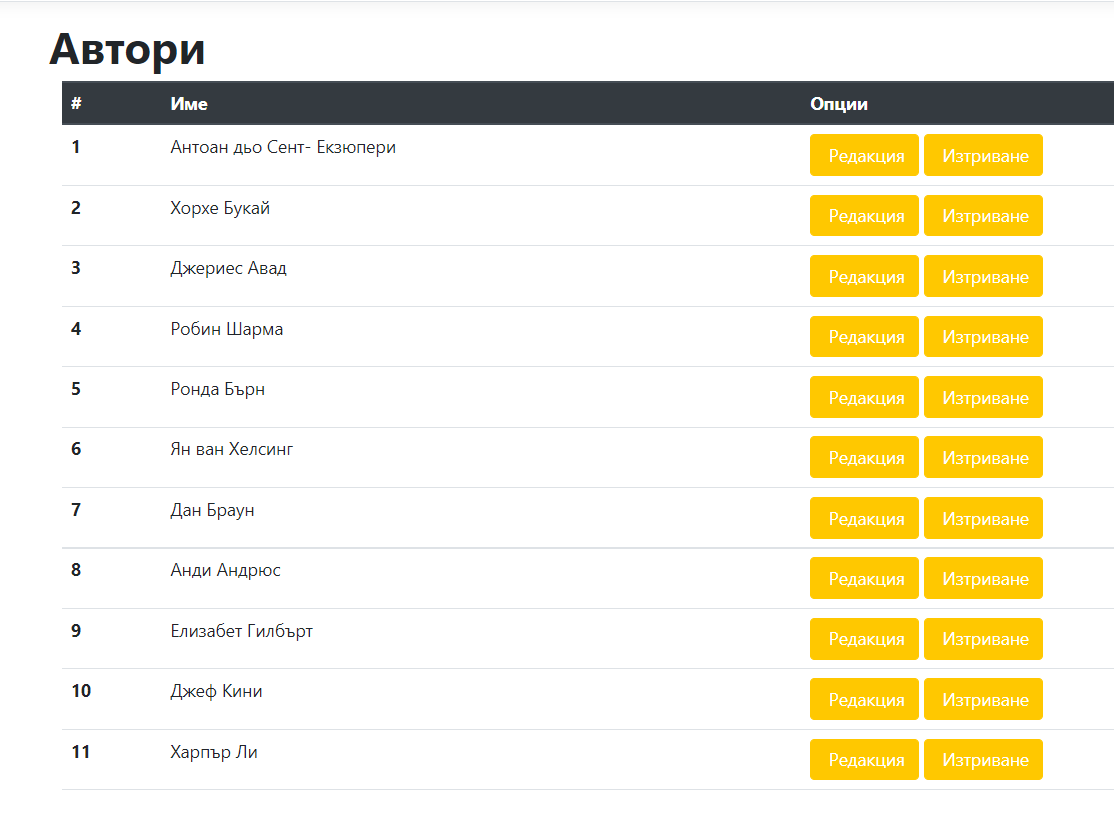 Автори
# Име Опции
1 Антоан дьо Сент- Екзюпери Редакция Изтриване
2 Хорхе Букай Редакция Изтриване
3 Джериес Авад Редакция Изтриване
4 Робин Шарма Редакция Изтриване
5 Ронда Бърн Редакция Изтриване
6 Ян ван Хелсинг Редакция Изтриване
7 Дан Браун Редакция Изтриване
8 Анди Андрюс Редакция Изтриване
9 Елизабет Гилбърт Редакция Изтриване
10 Джеф Кини Редакция Изтриване
11 Харпър Ли Редакция Изтриване